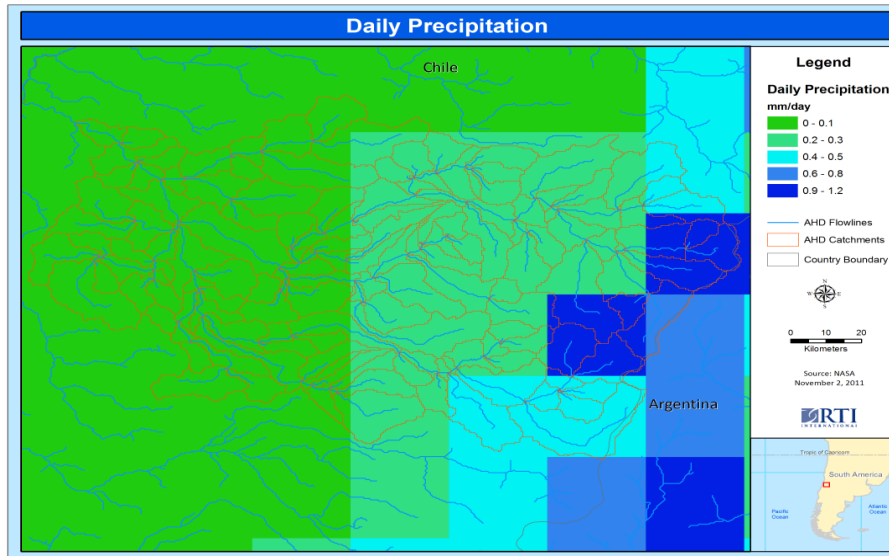 Daily Precipitation
Chile
Argentina
Legend
Daily Precipitation
mm/day
0 - 0.1
0.2 - 0.3
0.4 - 0.5
0.6 - 0.8
0.9 - 1.2
AHD Flowlines
AHD Catchments
Country Boundary
N
W E
S
0 10 20
Kilometers
Source: NASA
November 2, 2011
RTI
INTERNATIONAL
Tropic of Capricorn
South America
Pacific
Ocean
Atlantic
Ocean